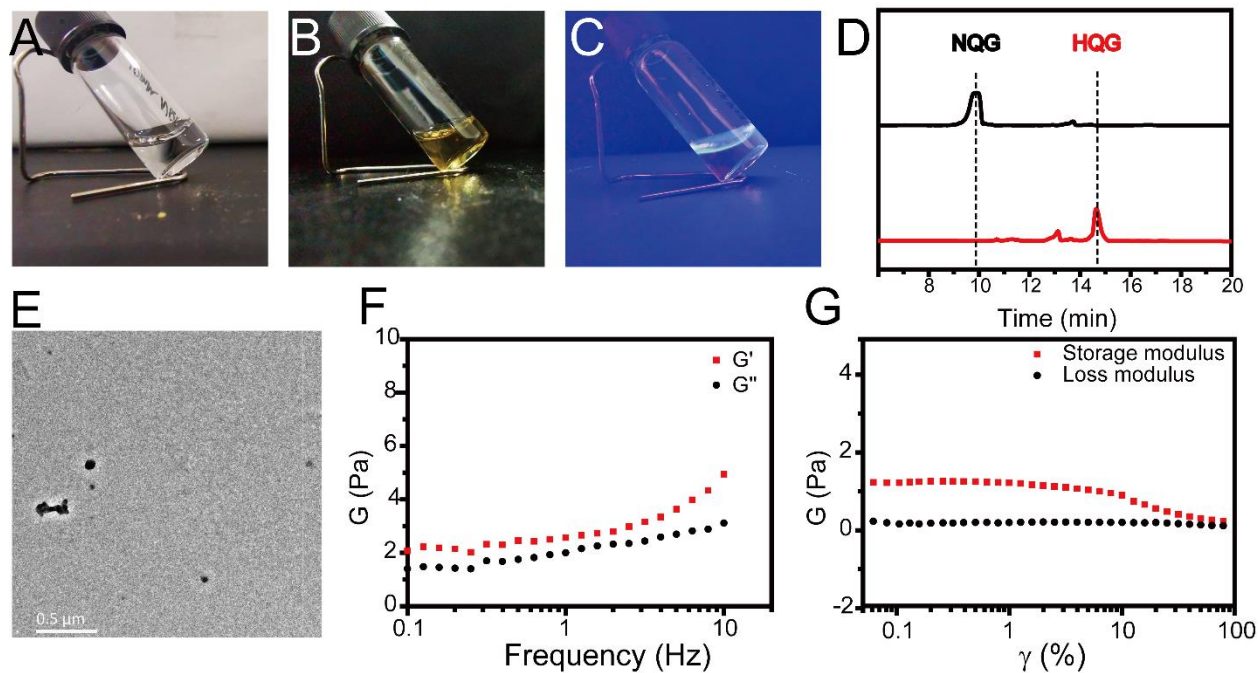 A
B
C
D
NQG
HQG
8
10
12
14
16
18
20
Time (min)
E
0.5 μm
F
10
8
6
4
2
0
G (Pa)
G'
G''
0.1
1
10
Frequency (Hz)
G
4
2
0
-2
G (Pa)
Storage modulus
Loss modulus
0.1
1
10
100
γ (%)